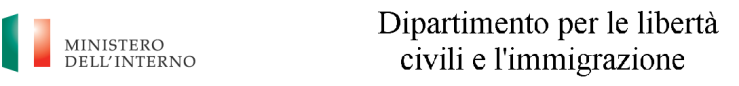 MINISTERO
DELL'INTERNO
Dipartimento per le libertà
civili e l'immigrazione